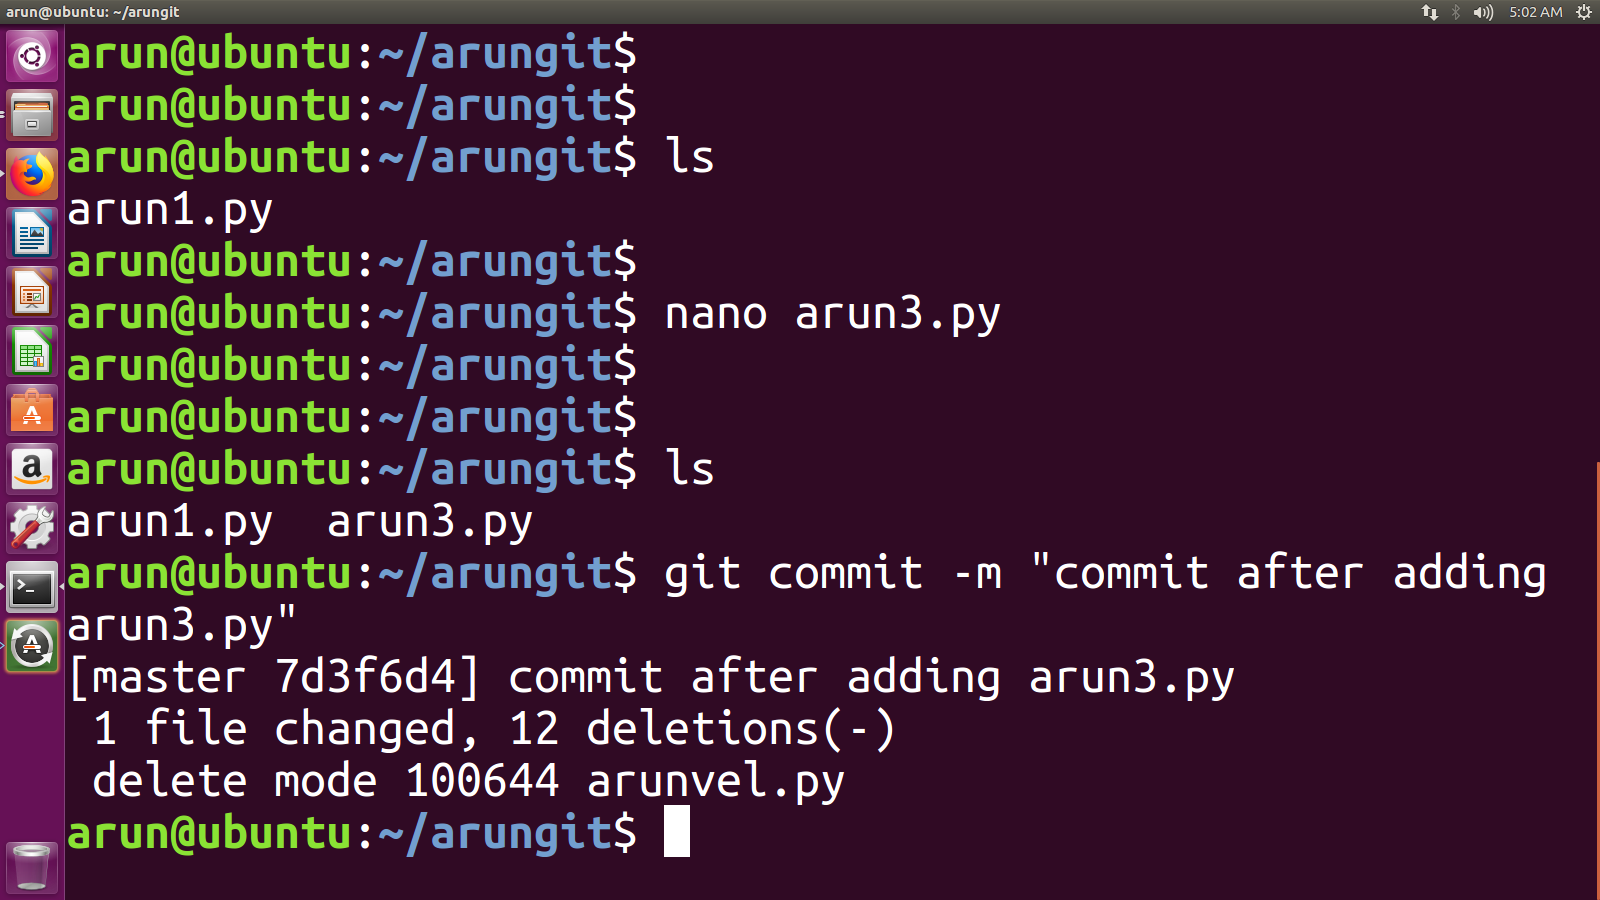 arun@ubuntu: ~/arungit
5:02 AM
arun@ubuntu:~/arungit$
arun@ubuntu:~/arungit$
arun@ubuntu:~/arungit$ ls
arun1.py
arun@ubuntu:~/arungit$
arun@ubuntu:~/arungit$ nano arun3.py
arun@ubuntu:~/arungit$
arun@ubuntu:~/arungit$
arun@ubuntu:~/arungit$ ls
arun1.py  arun3.py
arun@ubuntu:~/arungit$ git commit -m "commit after adding
arun3.py"
[master 7d3f6d4] commit after adding arun3.py
 1 file changed, 12 deletions(-)
 delete mode 100644 arunvel.py
arun@ubuntu:~/arungit$